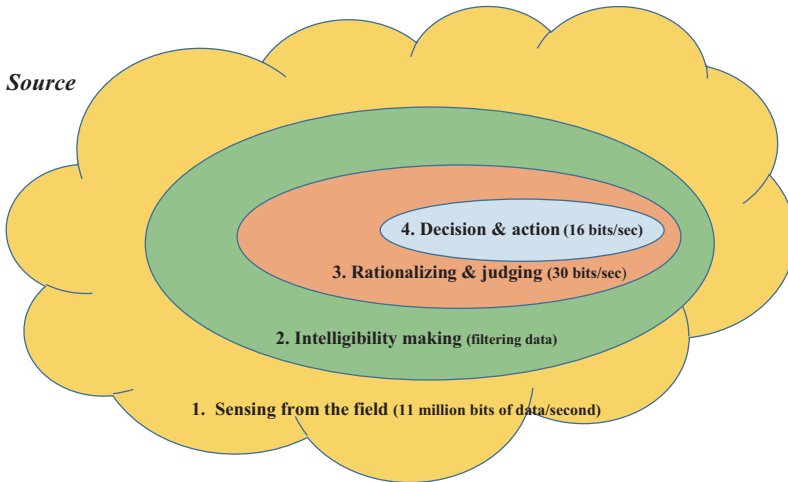 Source
4. Decision & action (16 bits/sec)
3. Rationalizing & judging (30 bits/sec)
2. Intelligibility making (filtering data)
1. Sensing from the field (11 million bits of data/second)